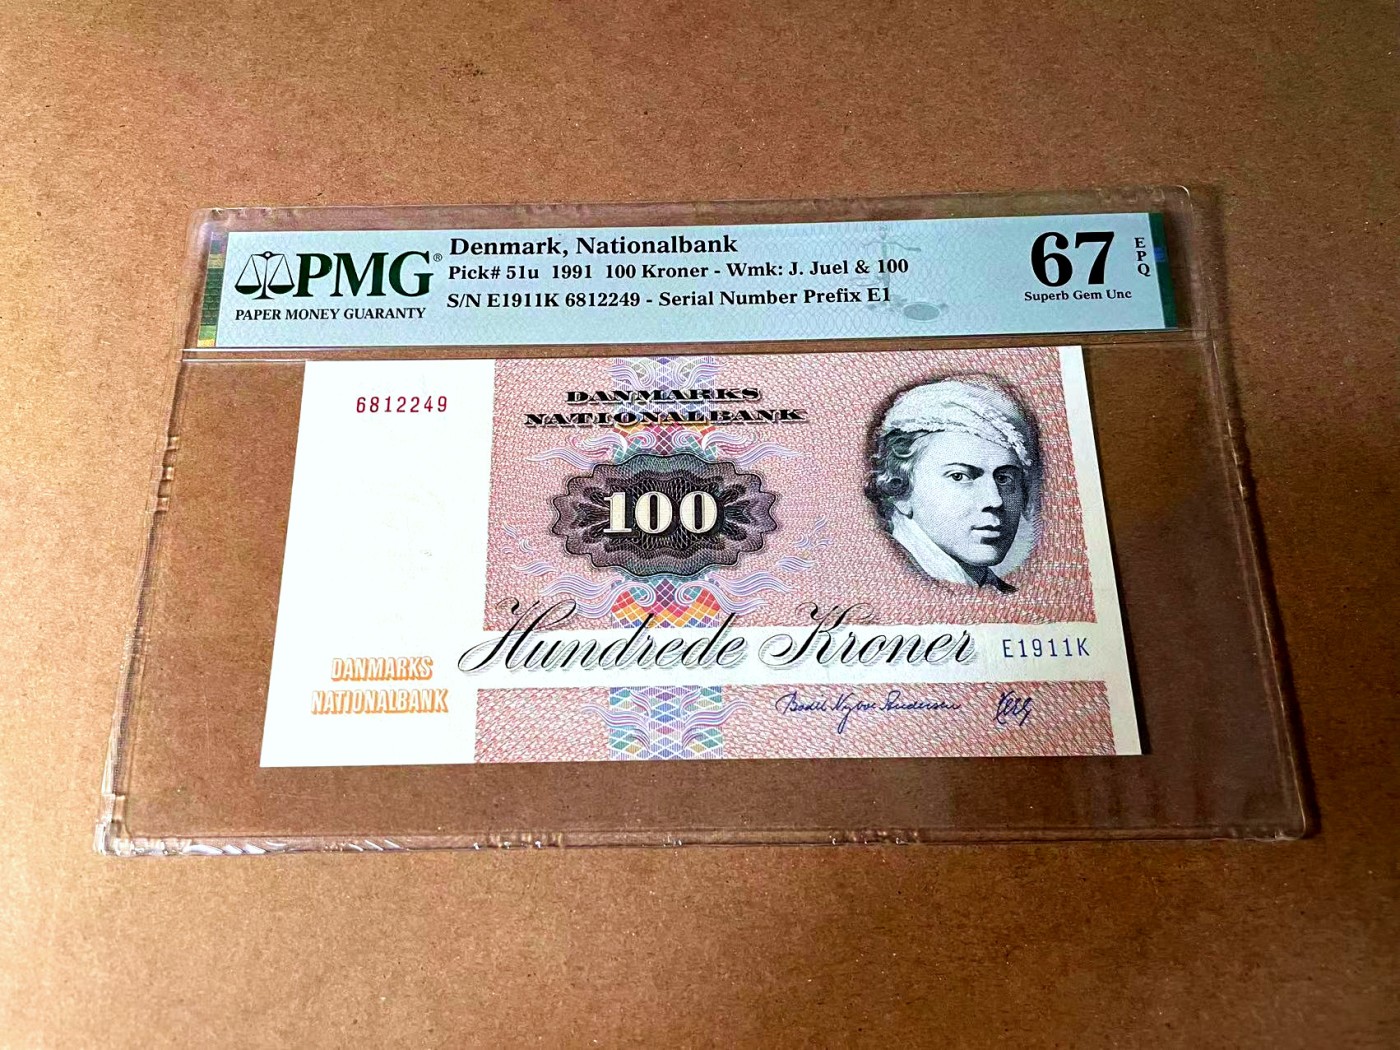 PMG®
PAPER MONEY GUARANTY
Denmark, Nationalbank
Pick# 51u 1991 100 Kroner - Wmk: J. Juel & 100
S/N E1911K 6812249 - Serial Number Prefix E1
67
Superb Gem Unc
EPQ
6812249
DANMARKS
NATIONALBANK
100
Hundrede Kroner
E1911K
DANMARKS
NATIONALBANK